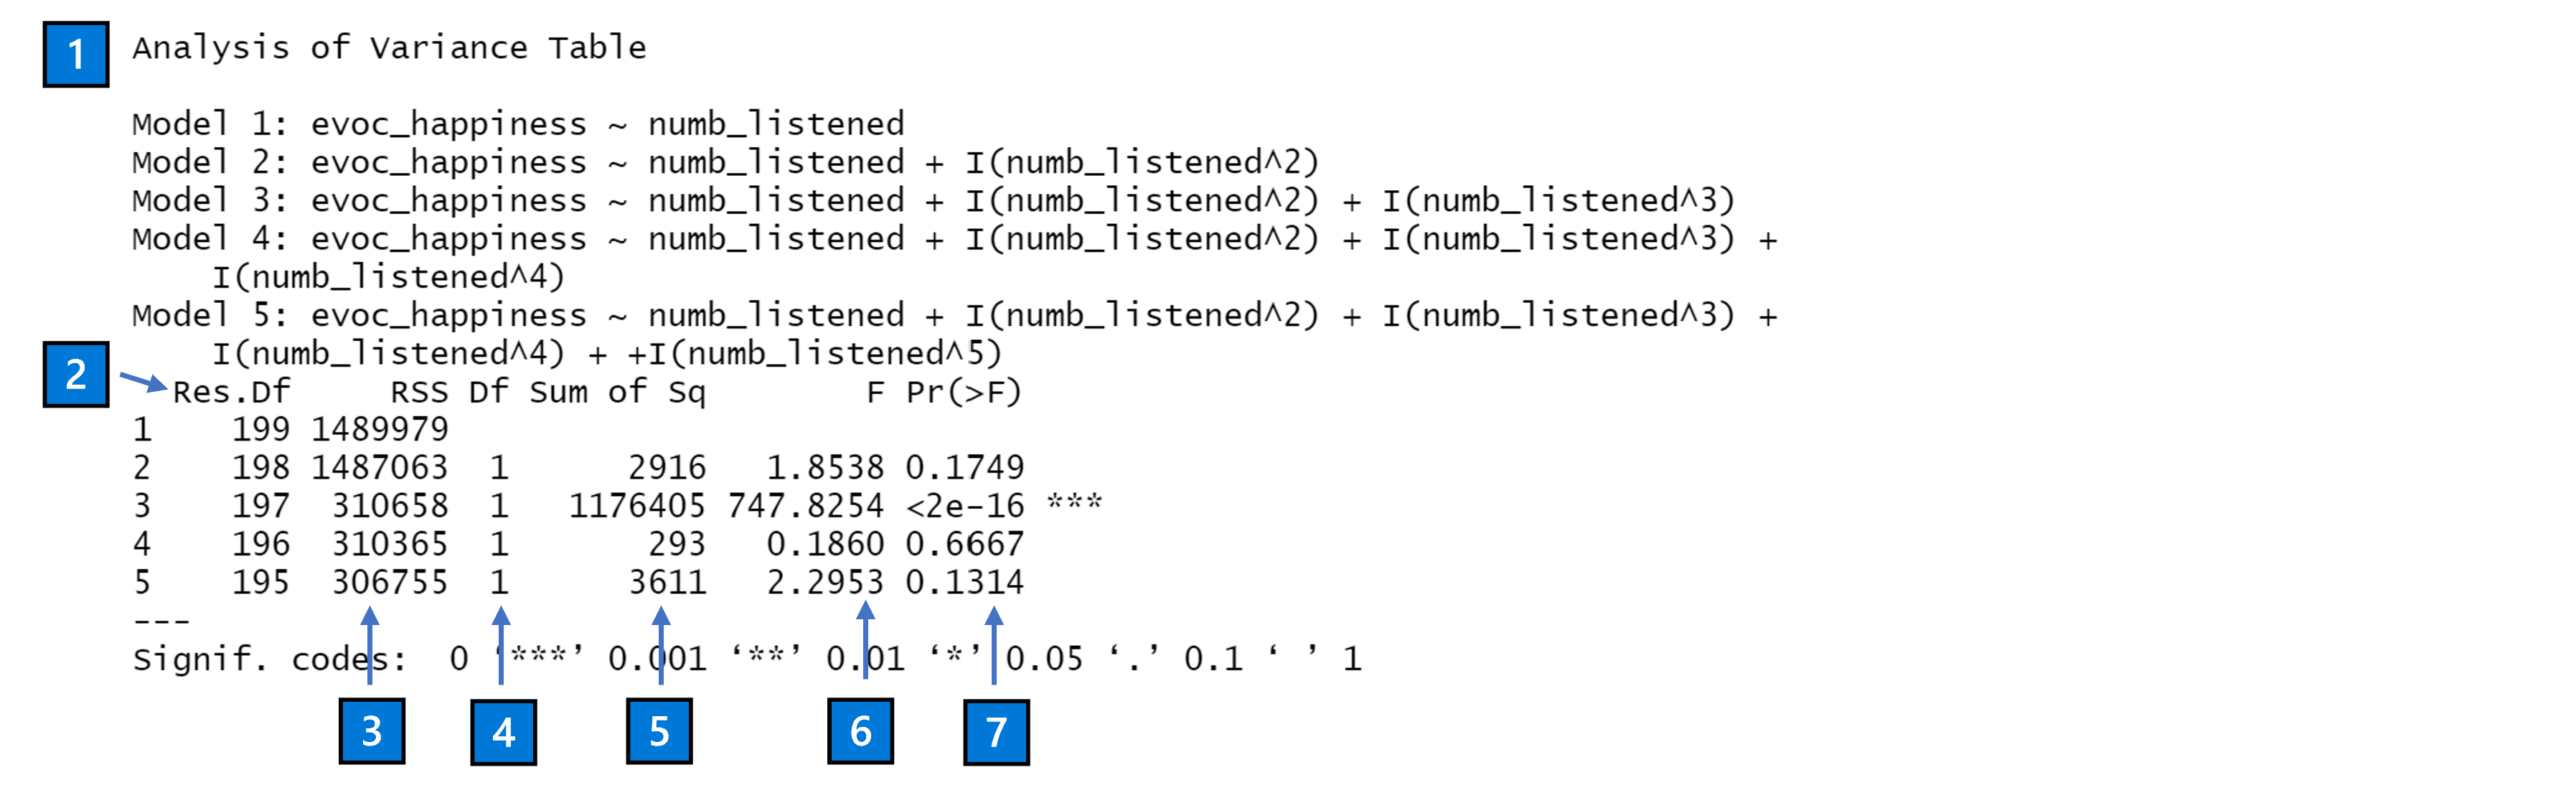 1 Analysis of Variance Table
Model 1: evoc_happiness ~ numb_listened
Model 2: evoc_happiness ~ numb_listened + I(numb_listened^2)
Model 3: evoc_happiness ~ numb_listened + I(numb_listened^2) + I(numb_listened^3)
Model 4: evoc_happiness ~ numb_listened + I(numb_listened^2) + I(numb_listened^3) +
I(numb_listened^4)
Model 5: evoc_happiness ~ numb_listened + I(numb_listened^2) + I(numb_listened^3) +
I(numb_listened^4) + +I(numb_listened^5)
2 Res.Df RSS Df Sum of Sq F Pr(>F)
1 199 1489979
2 198 1487063 1 2916 1.8538 0.1749
3 197 310658 1 1176405 747.8254 <2e-16 ***
4 196 310365 1 293 0.1860 0.6667
5 195 306755 1 3611 2.2953 0.1314
---
Signif. codes: 0 ‘***’ 0.001 ‘**’ 0.01 ‘*’ 0.05 ‘.’ 0.1 ‘ ’ 1
3 4 5 6 7